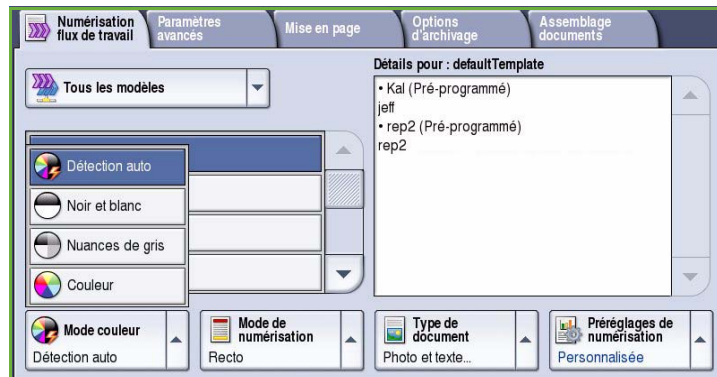 Numérisation
flux de travail
Paramètres
avancés
Mise en page
Options
d'archivage
Assemblage
documents
Tous les modèles
Détails pour : defaultTemplate
• Kal (Pré-programmé)
jeff
• rep2 (Pré-programmé)
rep2
Détection auto
Noir et blanc
Nuances de gris
Couleur
Mode couleur
Détection auto
Mode de
numérisation
Recto
Type de
document
Photo et texte...
Préréglages de
numérisation
Personnalisée